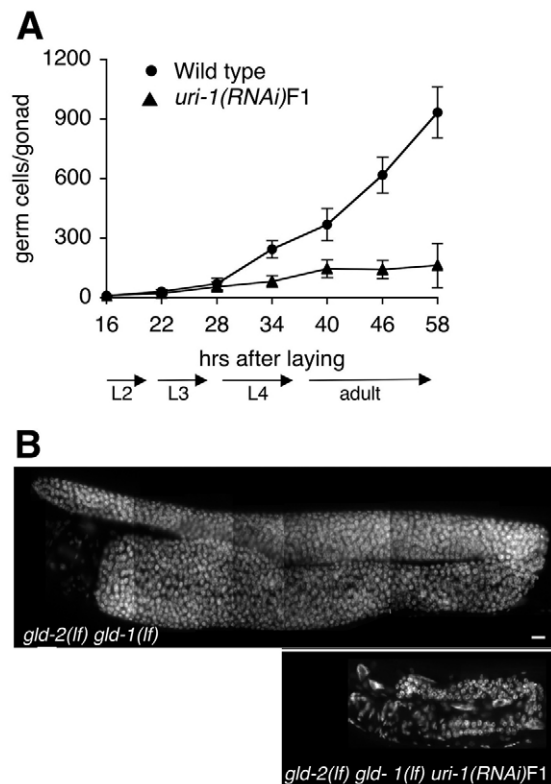 A
1200
900
600
300
0
Wild type
uri-1(RNAi)F1
germ cells/gonad
16 22 28 34 40 46 58
hrs after laying
L2 L3 L4 adult
B
gld-2(lf) gld-1(lf)
gld-2(lf) gld- 1(lf) uri-1(RNAi)F1